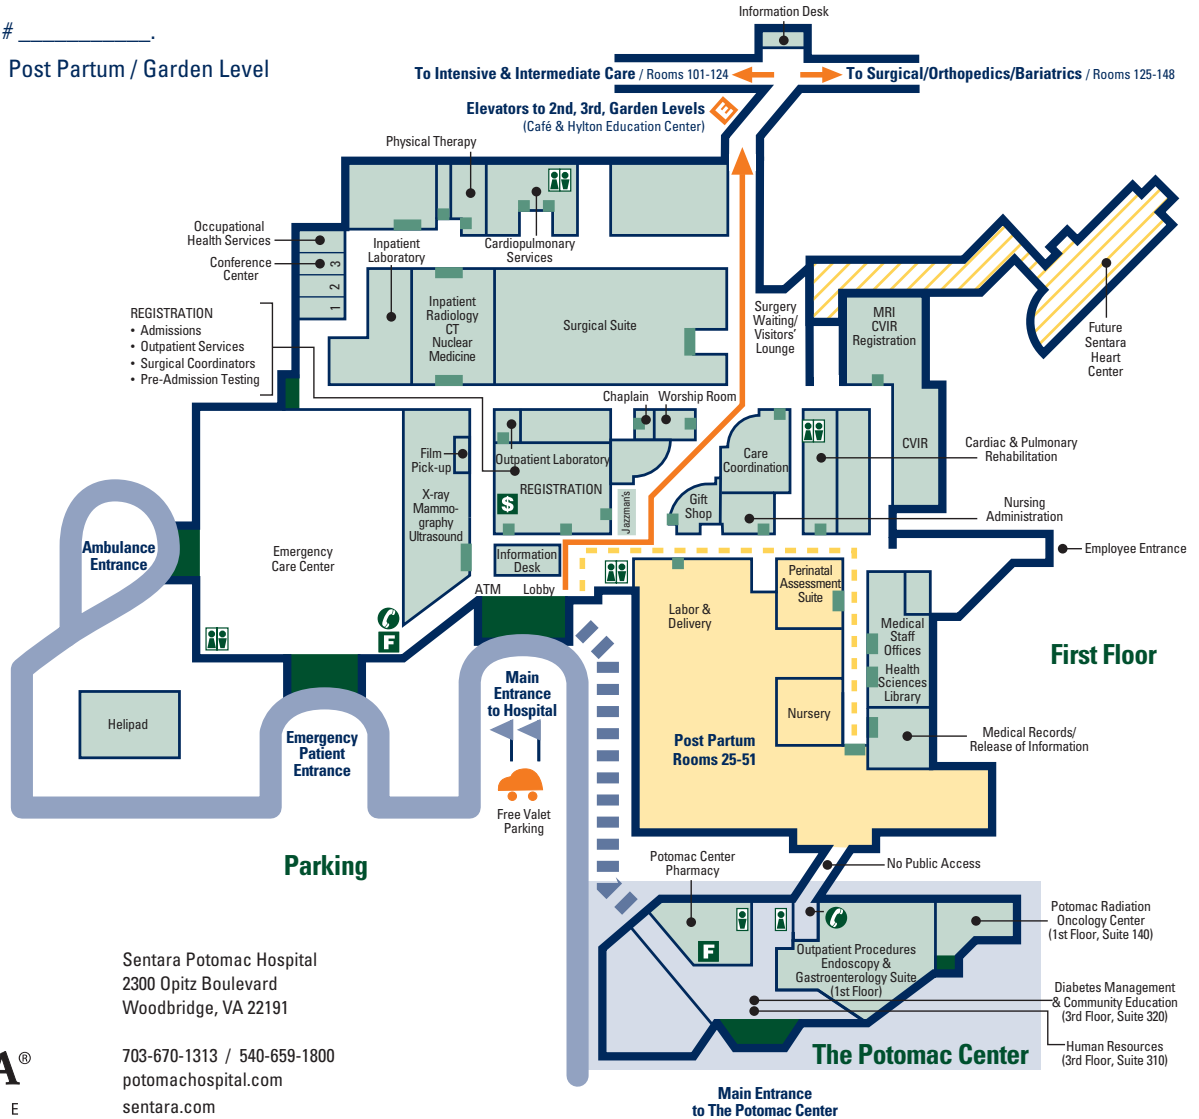 Information Desk
# ____________.
Post Partum / Garden Level
To Intensive & Intermediate Care / Rooms 101-124
To Surgical/Orthopedics/Bariatrics / Rooms 125-148
Elevators to 2nd, 3rd, Garden Levels
(Café & Hylton Education Center)
E
Physical Therapy
Occupational
Health Services
Conference
Center
3
2
1
Inpatient
Laboratory
Cardiopulmonary
Services
REGISTRATION
• Admissions
• Outpatient Services
• Surgical Coordinators
• Pre-Admission Testing
Inpatient
Radiology
CT
Nuclear
Medicine
Surgical Suite
Surgery
Waiting/
Visitors'
Lounge
MRI
CVIR
Registration
Future
Sentara
Heart
Center
Chaplain
Worship Room
Film
Pick-up
Outpatient Laboratory
REGISTRATION
$
Jazzman's
Care
Coordination
Gift
Shop
CVIR
Cardiac & Pulmonary
Rehabilitation
Nursing
Administration
X-ray
Mammo-
graphy
Ultrasound
Ambulance
Entrance
Emergency
Care Center
Information
Desk
ATM
Lobby
Employee Entrance
Labor &
Delivery
Perinatal
Assessment
Suite
Medical
Staff
Offices
Health
Sciences
Library
First Floor
F
Main
Entrance
to Hospital
Helipad
Emergency
Patient
Entrance
Nursery
Post Partum
Rooms 25-51
Medical Records/
Release of Information
Free Valet
Parking
Parking
Potomac Center
Pharmacy
No Public Access
F
Outpatient Procedures
Endoscopy &
Gastroenterology Suite
(1st Floor)
Potomac Radiation
Oncology Center
(1st Floor, Suite 140)
Diabetes Management
& Community Education
(3rd Floor, Suite 320)
Human Resources
(3rd Floor, Suite 310)
The Potomac Center
Main Entrance
to The Potomac Center
Sentara Potomac Hospital
2300 Opitz Boulevard
Woodbridge, VA 22191
703-670-1313 / 540-659-1800
potomachospital.com
sentara.com
A®
E